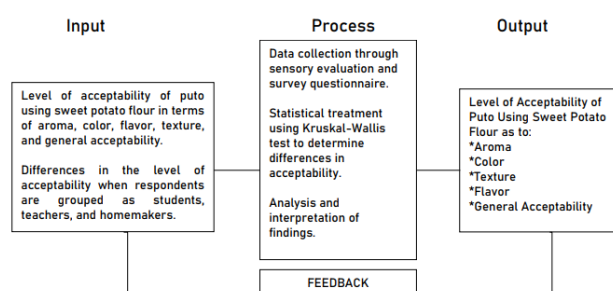 Input
Process
Output
Level of acceptability of puto
using sweet potato flour in terms
of aroma, color, flavor, texture,
and general acceptability.
Differences in the level of
acceptability when respondents
are grouped as students,
teachers, and homemakers.
Data collection through
sensory evaluation and
survey questionnaire.
Statistical treatment
using Kruskal-Wallis
test to determine
differences in
acceptability.
Analysis and
interpretation of
findings.
Level of Acceptability of
Puto Using Sweet Potato
Flour as to:
*Aroma
*Color
*Texture
*Flavor
*General Acceptability
FEEDBACK